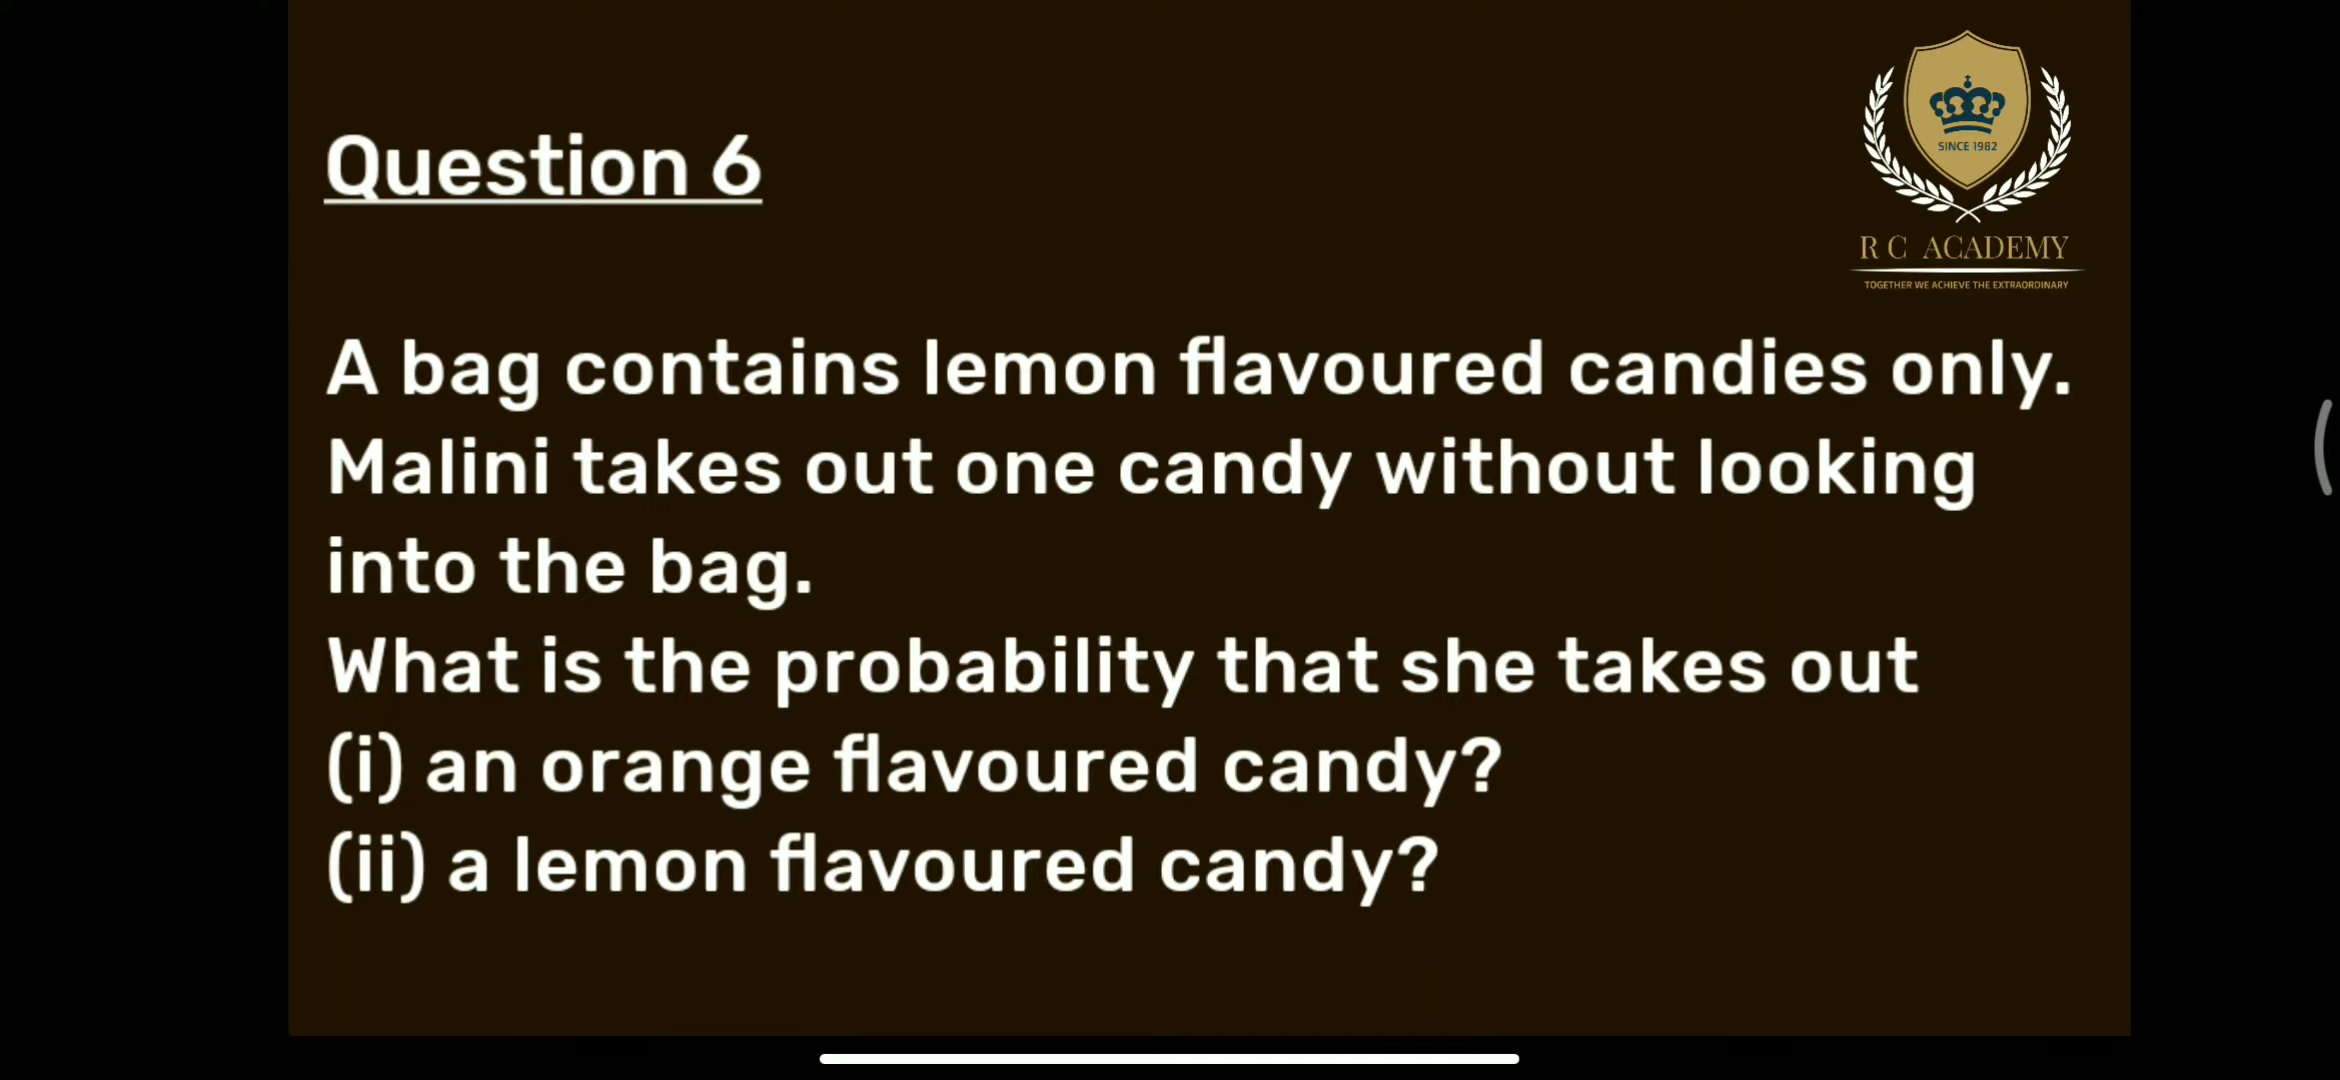 Question 6
SINCE 1982
R C ACADEMY
TOGETHER WE ACHIEVE THE EXTRAORDINARY
A bag contains lemon flavoured candies only.
Malini takes out one candy without looking
into the bag.
What is the probability that she takes out
(i) an orange flavoured candy?
(ii) a lemon flavoured candy?